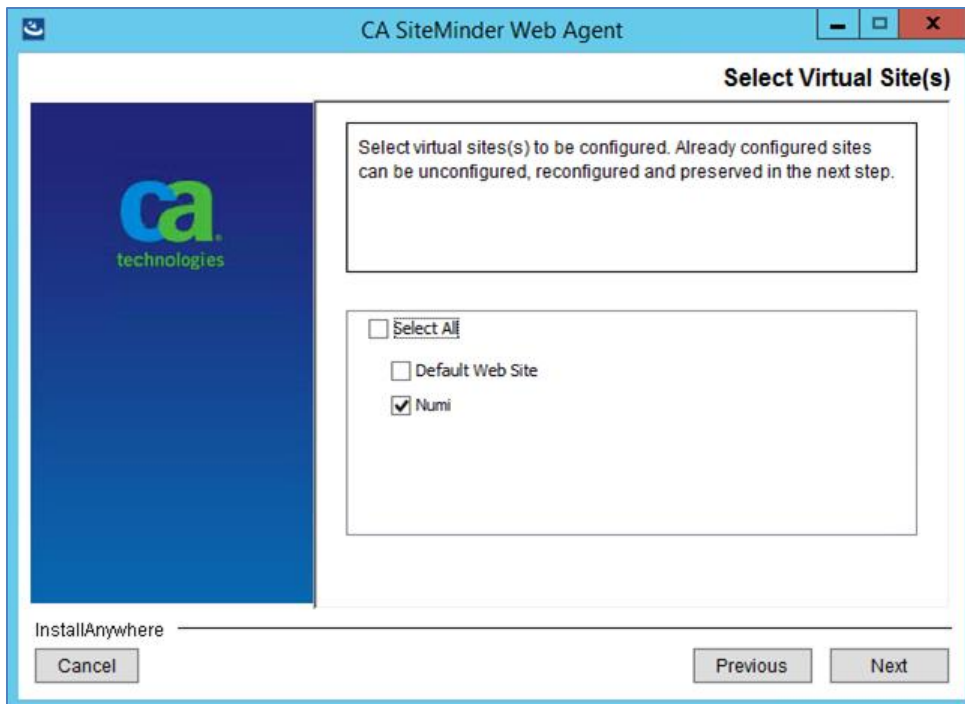 CA SiteMinder Web Agent
Select Virtual Site(s)
Select virtual sites(s) to be configured. Already configured sites
can be unconfigured, reconfigured and preserved in the next step.
ca
technologies
Select All
Default Web Site
Numi
InstallAnywhere
Cancel
Previous
Next